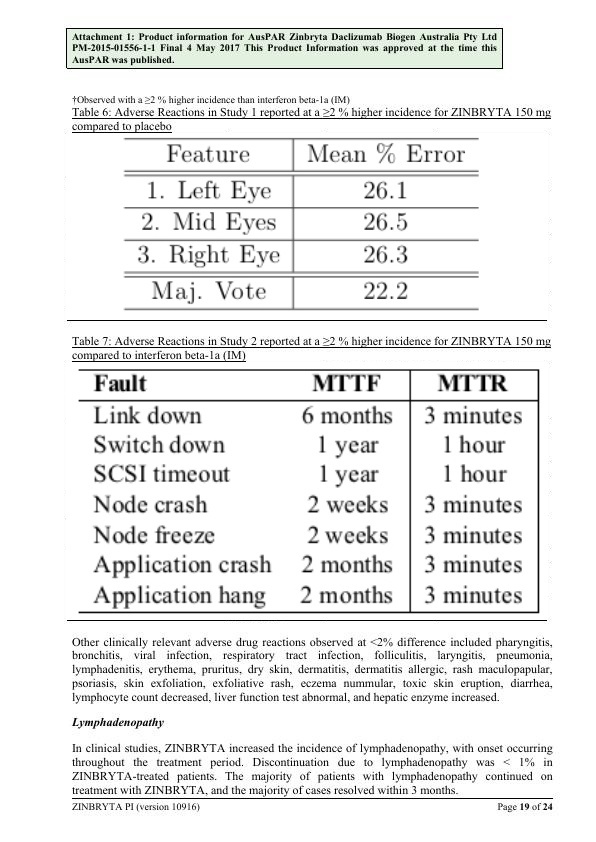 Attachment 1: Product information for AusPAR Zinbryta Daclizumab Biogen Australia Pty Ltd
PM-2015-01556-1-1 Final 4 May 2017 This Product Information was approved at the time this
AusPAR was published.
†Observed with a ≥2 % higher incidence than interferon beta-1a (IM)
Table 6: Adverse Reactions in Study 1 reported at a ≥2 % higher incidence for ZINBRYTA 150 mg
compared to placebo
Feature Mean % Error
1. Left Eye 26.1
2. Mid Eyes 26.5
3. Right Eye 26.3
Maj. Vote 22.2
Table 7: Adverse Reactions in Study 2 reported at a ≥2 % higher incidence for ZINBRYTA 150 mg
compared to interferon beta-1a (IM)
Fault MTTF MTTR
Link down 6 months 3 minutes
Switch down 1 year 1 hour
SCSI timeout 1 year 1 hour
Node crash 2 weeks 3 minutes
Node freeze 2 weeks 3 minutes
Application crash 2 months 3 minutes
Application hang 2 months 3 minutes
Other clinically relevant adverse drug reactions observed at <2% difference included pharyngitis,
bronchitis, viral infection, respiratory tract infection, folliculitis, laryngitis, pneumonia,
lymphadenitis, erythema, pruritus, dry skin, dermatitis, dermatitis allergic, rash maculopapular,
psoriasis, skin exfoliation, exfoliative rash, eczema nummular, toxic skin eruption, diarrhea,
lymphocyte count decreased, liver function test abnormal, and hepatic enzyme increased.
Lymphadenopathy
In clinical studies, ZINBRYTA increased the incidence of lymphadenopathy, with onset occurring
throughout the treatment period. Discontinuation due to lymphadenopathy was < 1% in
ZINBRYTA-treated patients. The majority of patients with lymphadenopathy continued on
treatment with ZINBRYTA, and the majority of cases resolved within 3 months.
ZINBRYTA PI (version 10916) Page 19 of 24